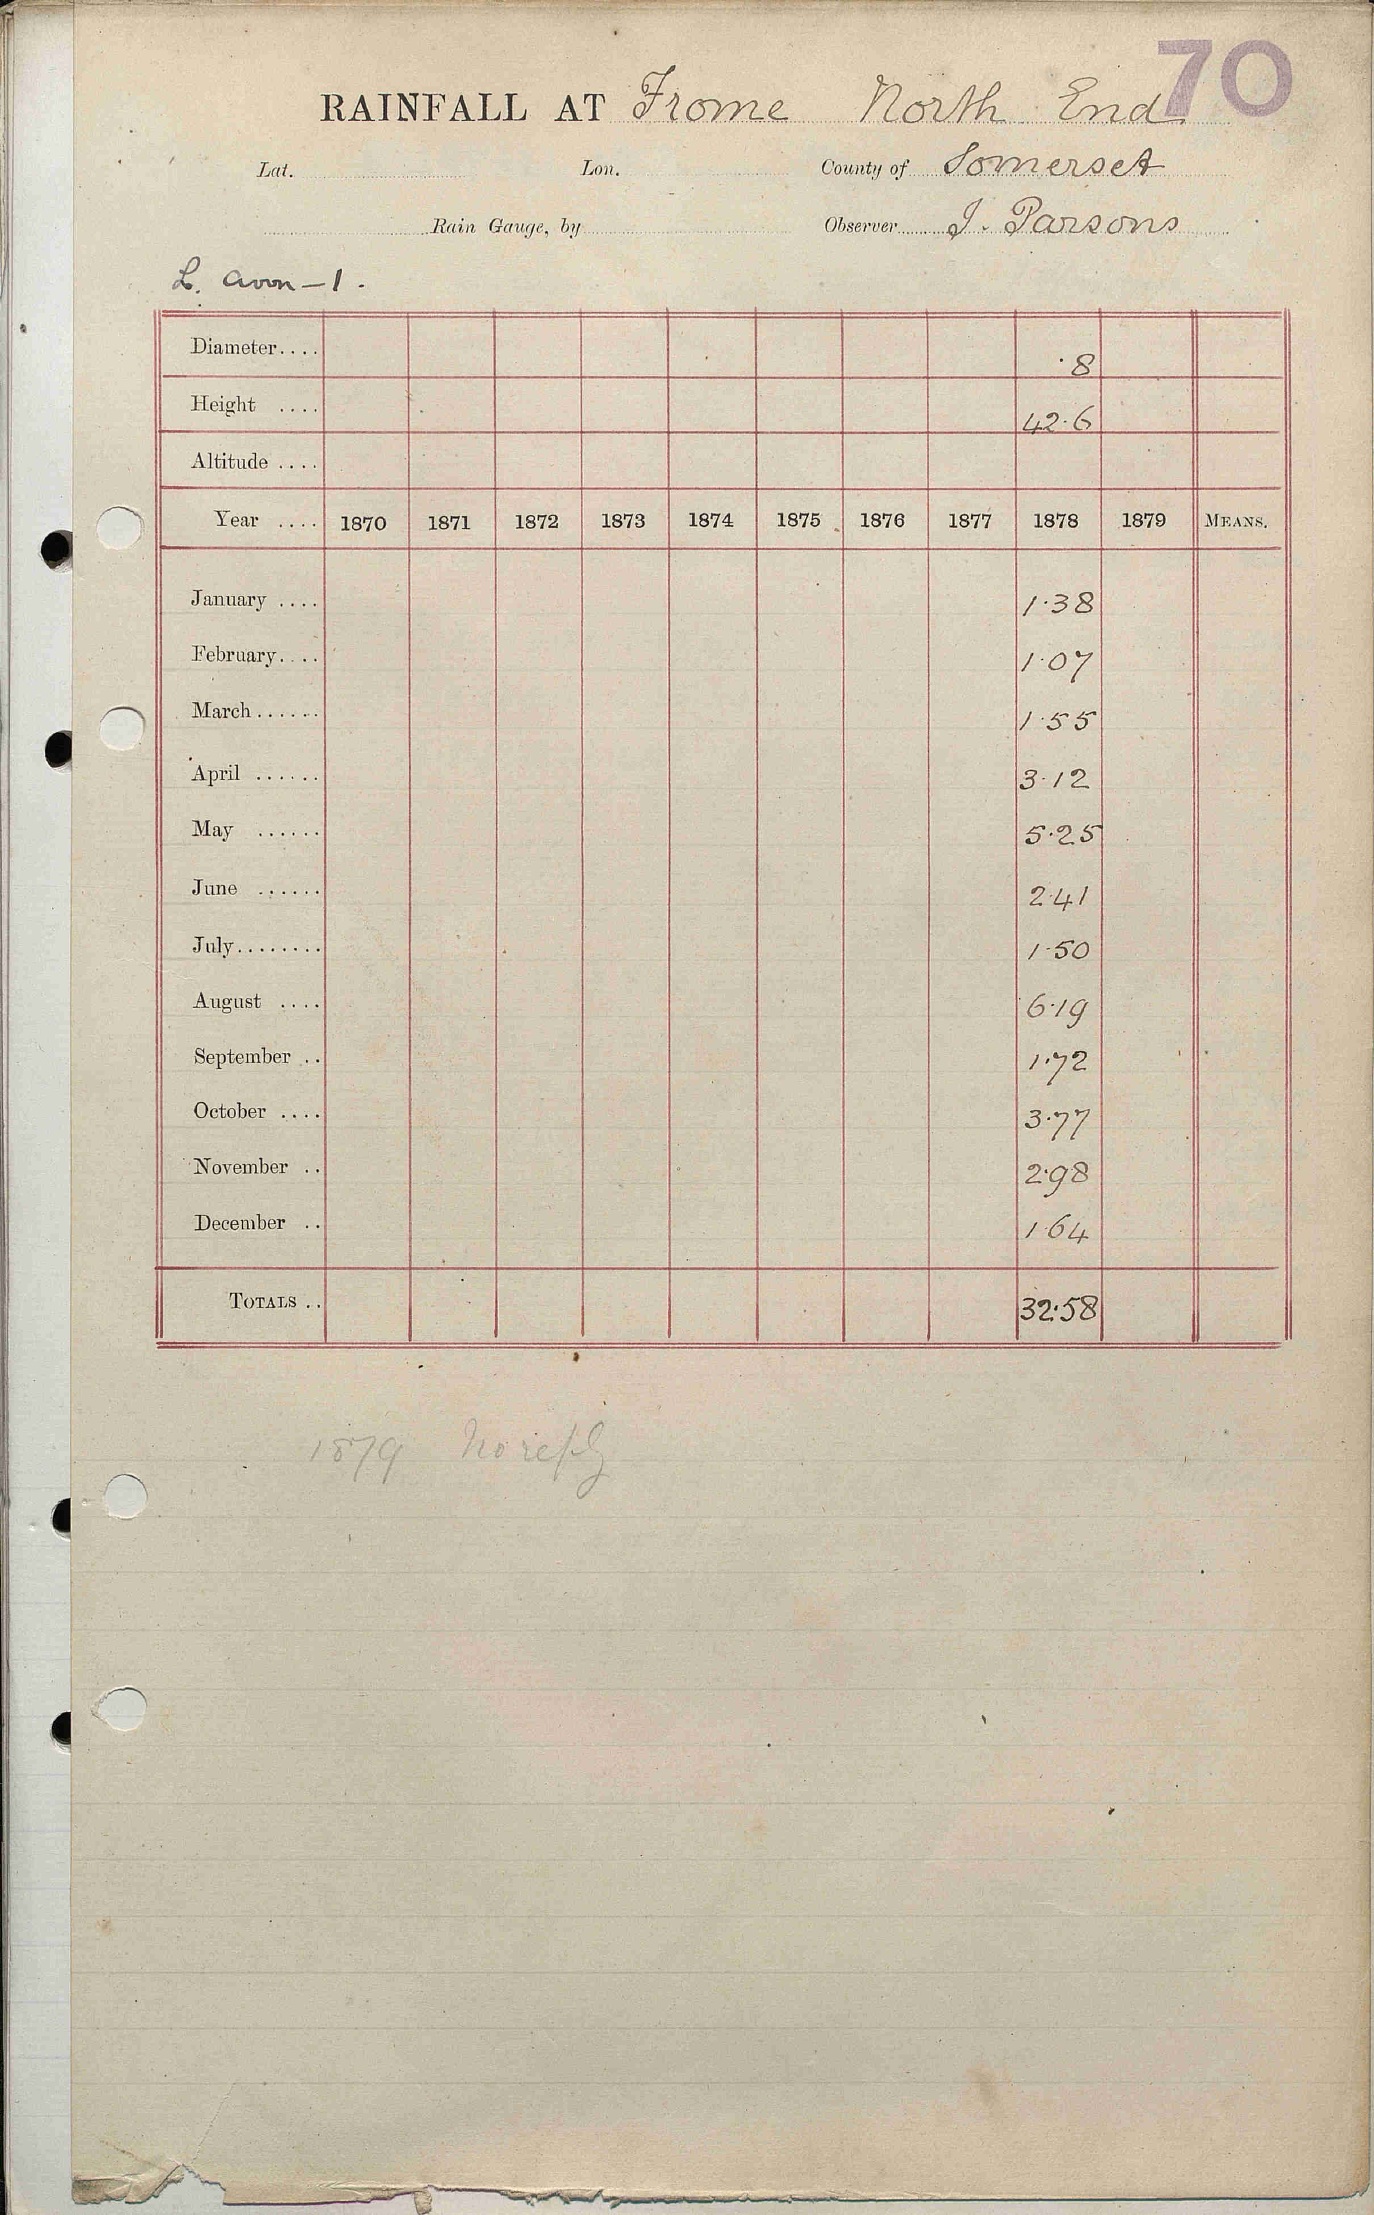 70
RAINFALL AT Frome North End
Lat. Lon. County of Somerset
Rain Gauge, by Observer J. Parsons
L. Avon-1.
Diameter.... 8
Height .... 42.6
Altitude ....
Year .... 1870 1871 1872 1873 1874 1875 1876 1877 1878 1879 MEANS.
January .... 1.38
February.... 1.07
March...... 1.55
April ...... 3.12
May ...... 5.25
June ...... 2.41
July........ 1.50
August .... 6.19
September .. 1.72
October .... 3.77
November .. 2.98
December .. 1.64
TOTALS .. 32.58
1879 No reply